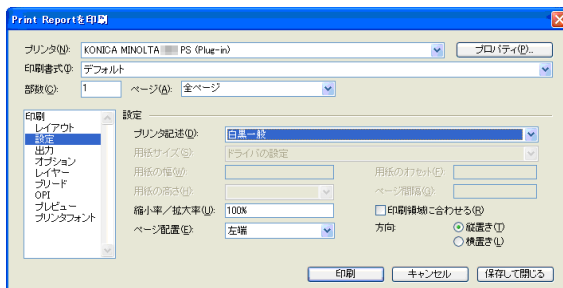 Print Reportを印刷
プリンタ(N): KONICA MINOLTA PS (Plug-in) プロパティ(P)...
印刷書式(I): デフォルト
部数(C): 1 ページ(A): 全ページ
印刷
レイアウト
設定
出力
オプション
レイヤー
ブリード
OPI
プレビュー
プリンタフォント
設定
プリンタ記述(D): 白黒一般
用紙サイズ(S): ドライバの設定
用紙の幅(W): 用紙のオフセット(F)
用紙の高さ(H): ページ間隔(G)
縮小率/拡大率(U): 100% 印刷領域に合わせる(R)
ページ配置(E): 左端 方向: 縦置き(T)
横置き(L)
印刷 キャンセル 保存して閉じる